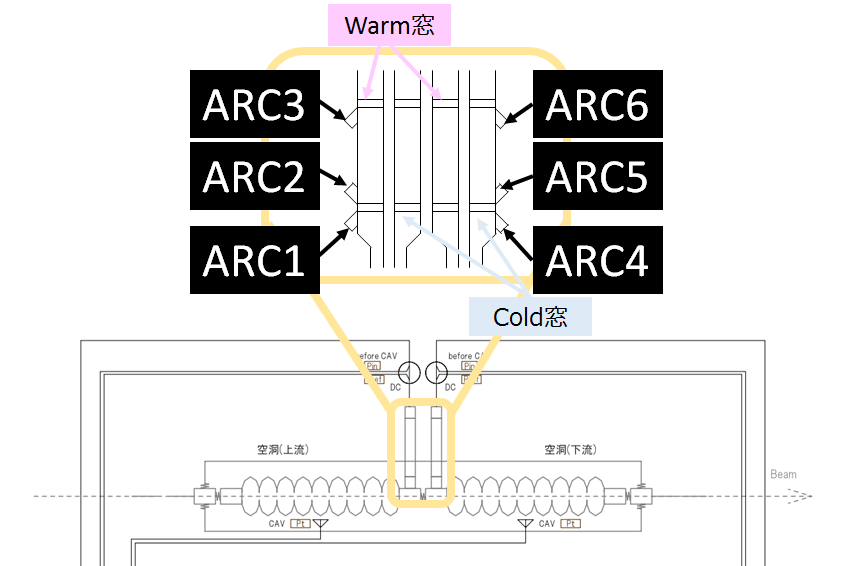 Warm窓
ARC3
ARC6
ARC2
ARC5
ARC1
ARC4
Cold窓
before CAV
Pin
DC
before
Pin
DC
空洞(上流)
空洞(下流)
Beam
CAV Pt
CAV Pt